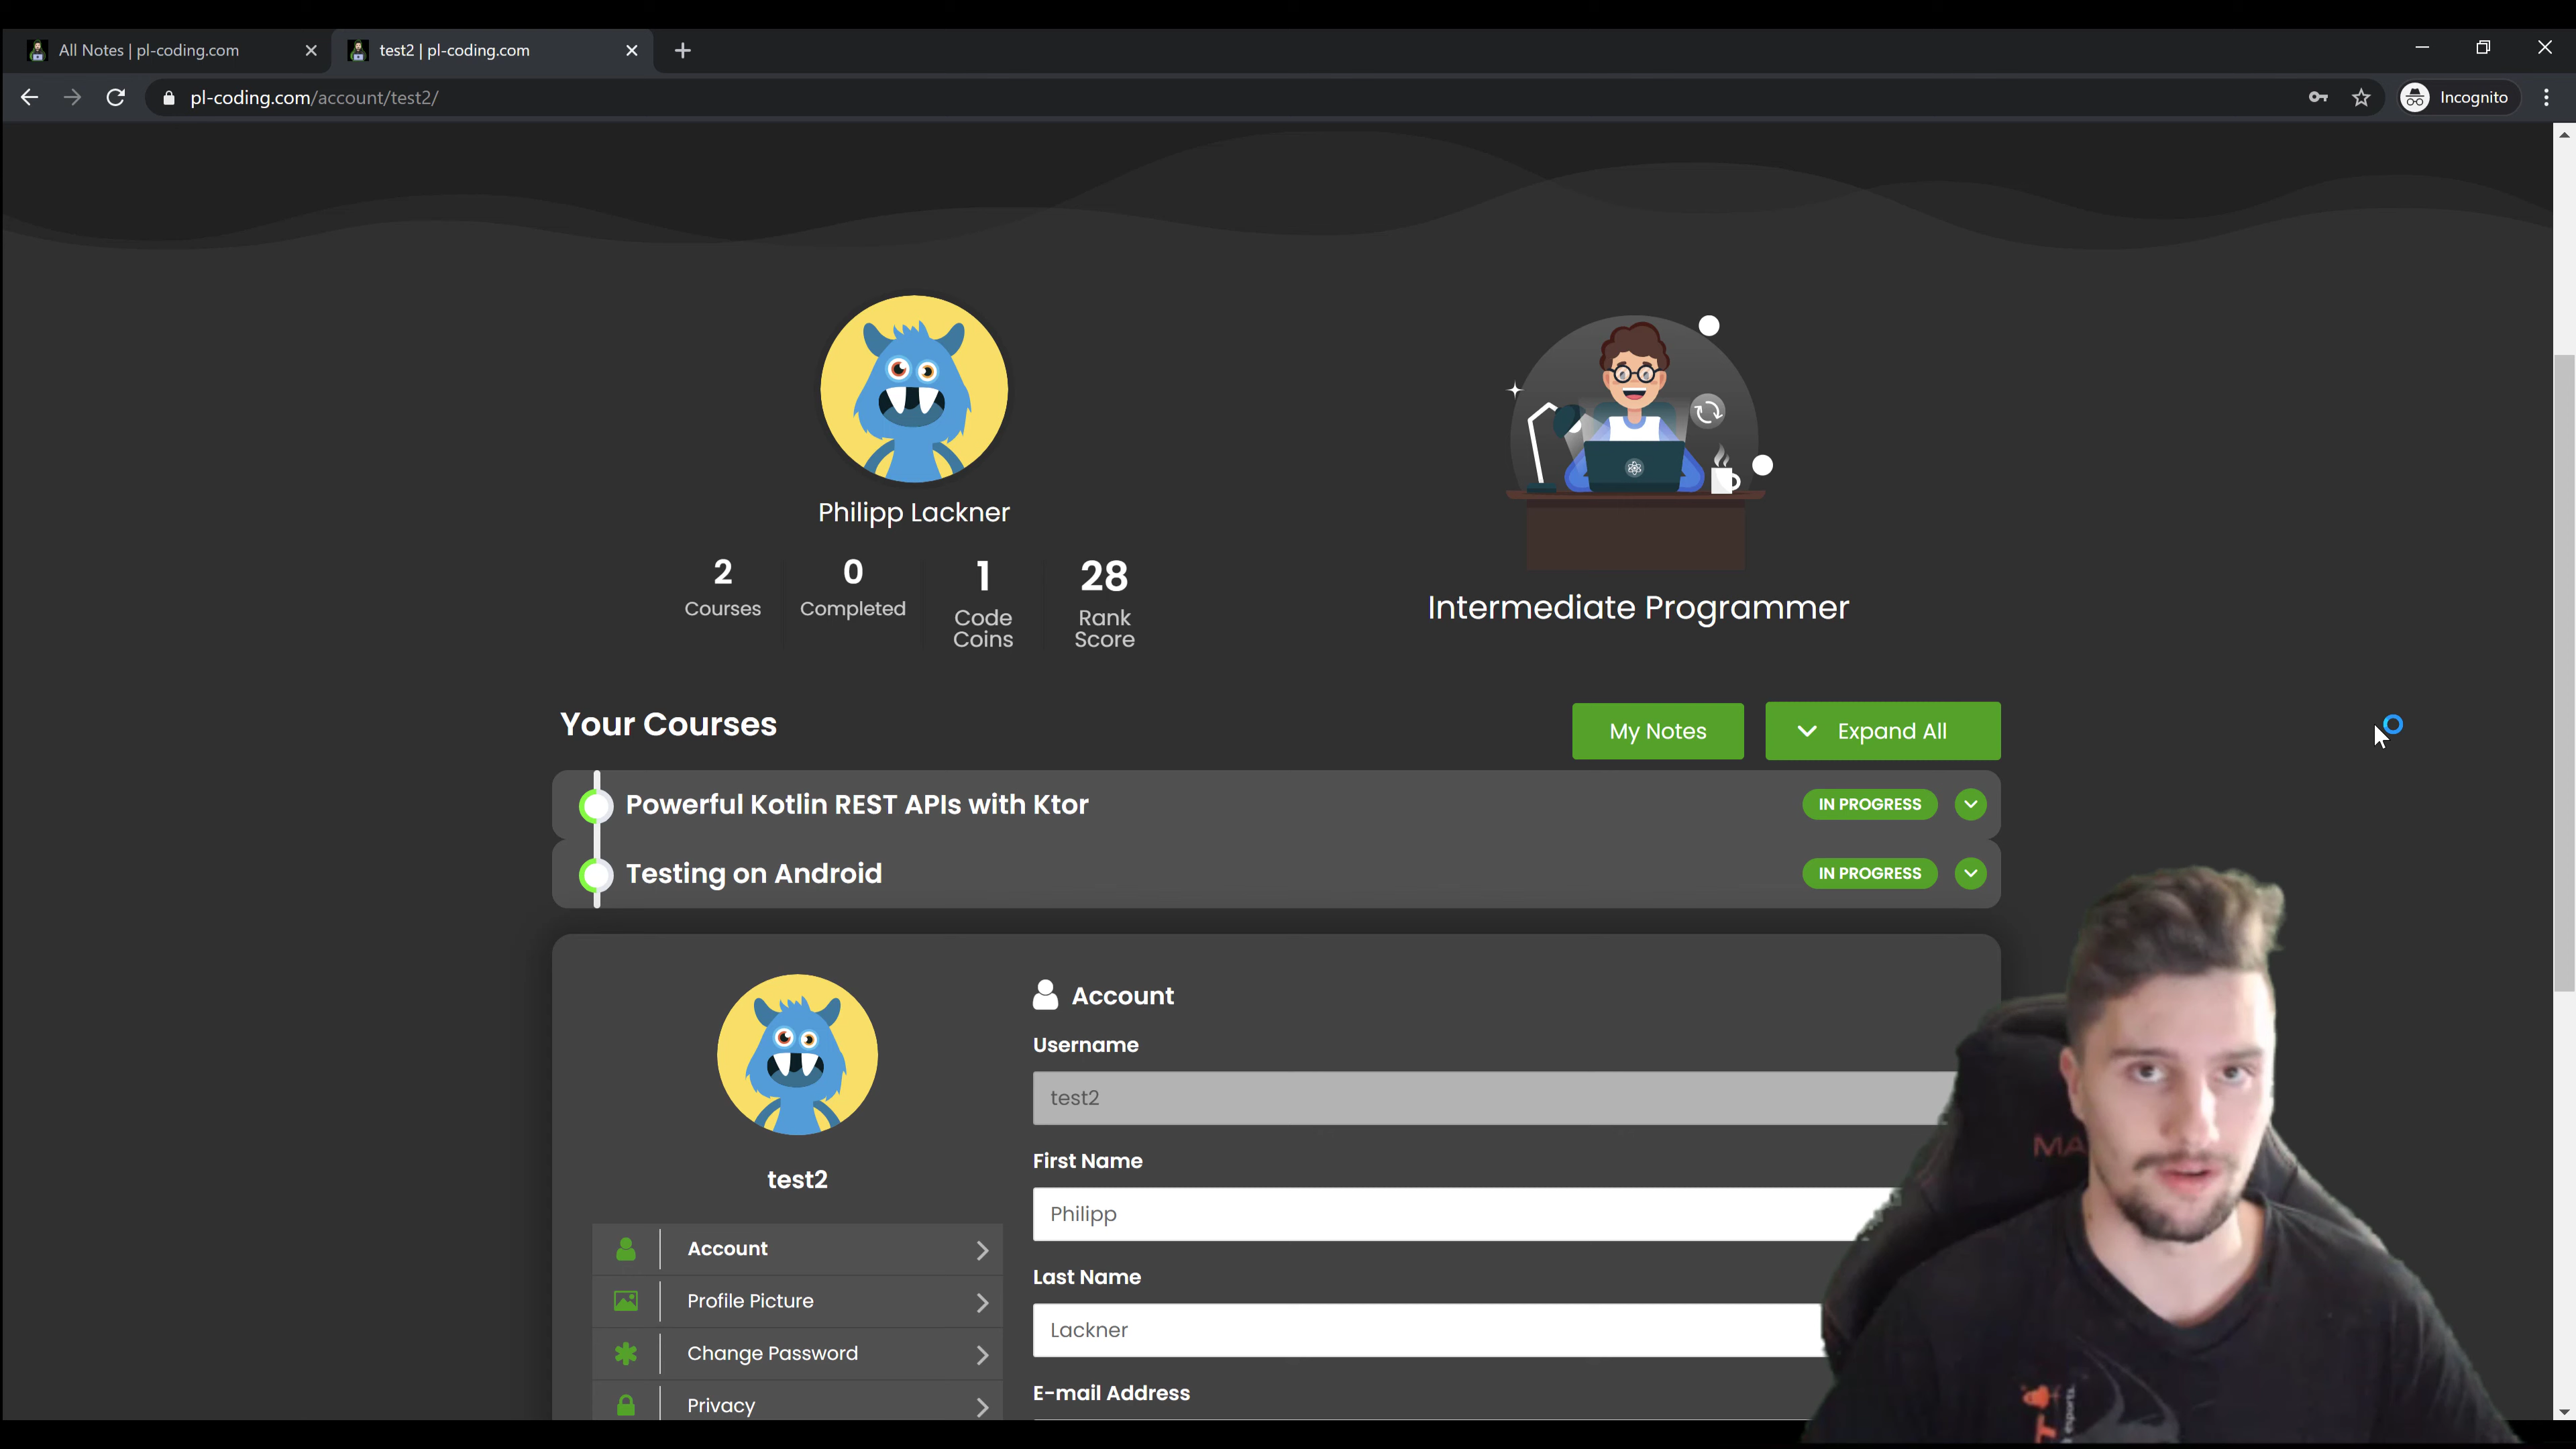 All Notes | pl-coding.com
test2 | pl-coding.com
pl-coding.com/account/test2/
Incognito
Philipp Lackner
2
Courses
0
Completed
1
Code
Coins
28
Rank
Score
Intermediate Programmer
Your Courses
My Notes
Expand All
Powerful Kotlin REST APIs with Ktor
IN PROGRESS
Testing on Android
IN PROGRESS
test2
Account
Profile Picture
Change Password
Privacy
Account
Username
test2
First Name
Philipp
Last Name
Lackner
E-mail Address
MA